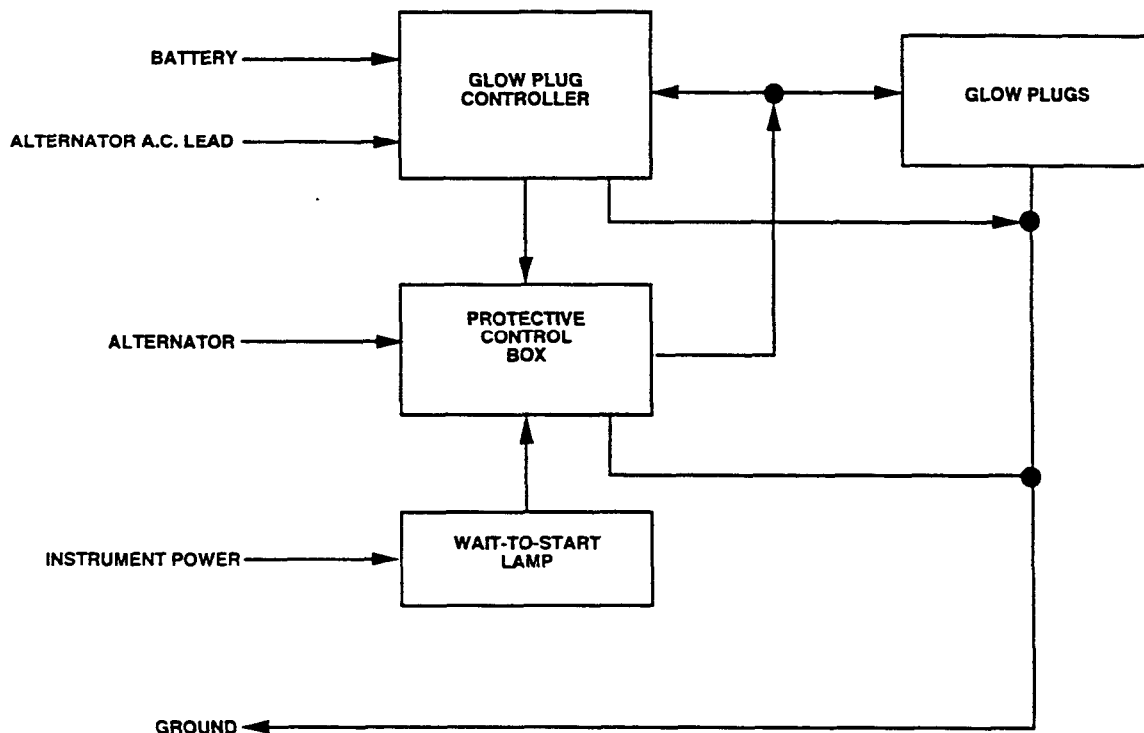 BATTERY
GLOW PLUG
CONTROLLER
GLOW PLUGS
ALTERNATOR A.C. LEAD
PROTECTIVE
CONTROL
BOX
ALTERNATOR
WAIT-TO-START
LAMP
INSTRUMENT POWER
GROUND